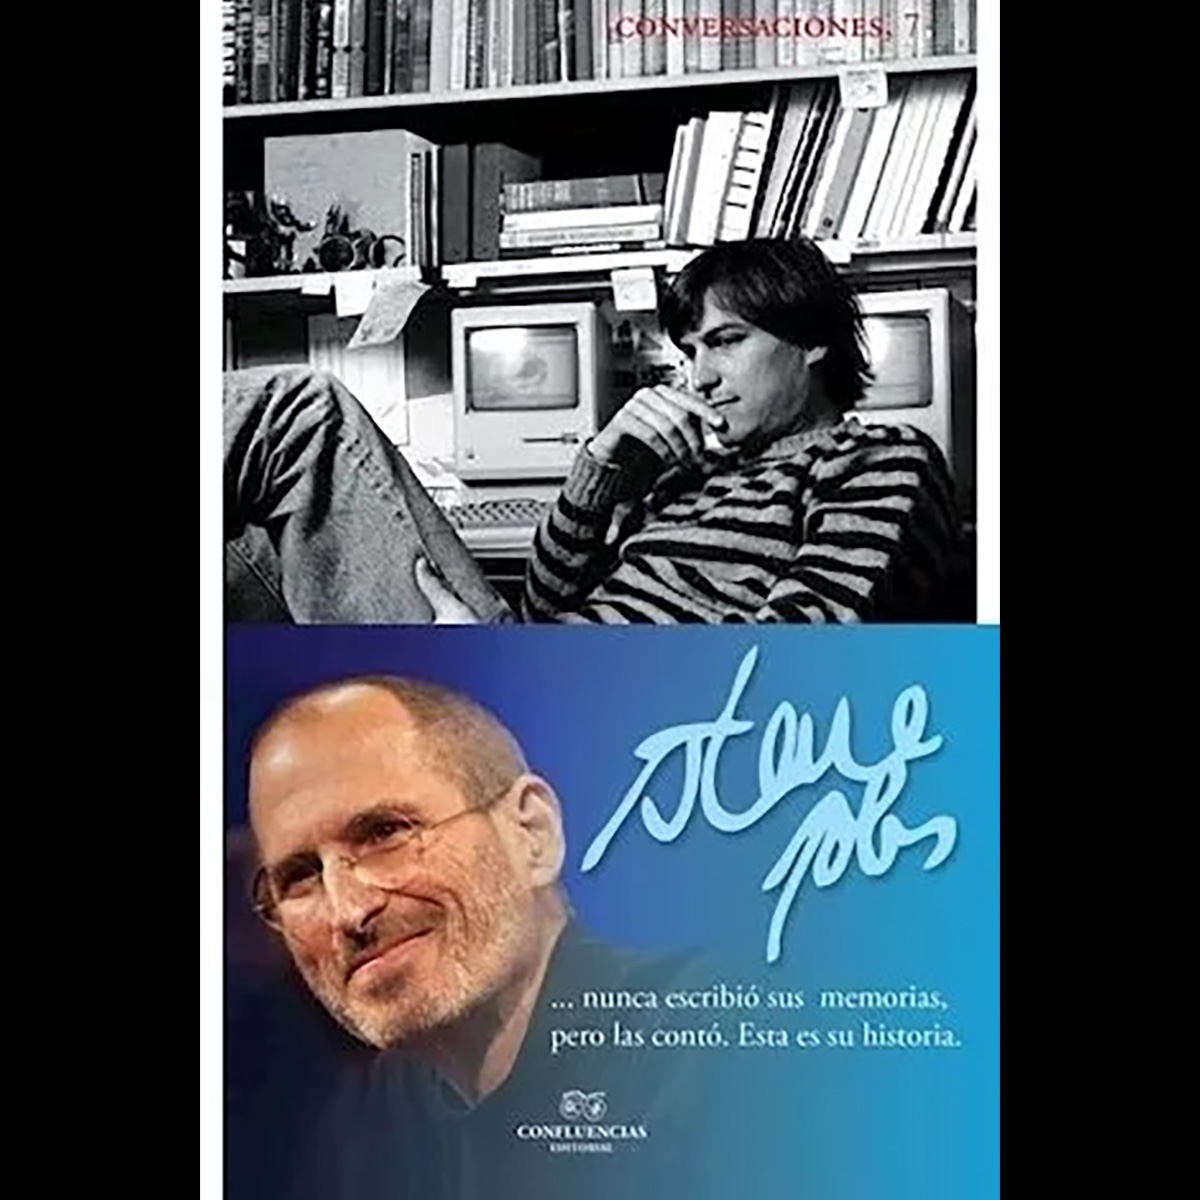 CONVERSACIONES, 7
steve
jobs
... nunca escribió sus memorias,
pero las contó. Esta es su historia.
CONFLUENCIAS
EDITORIAL